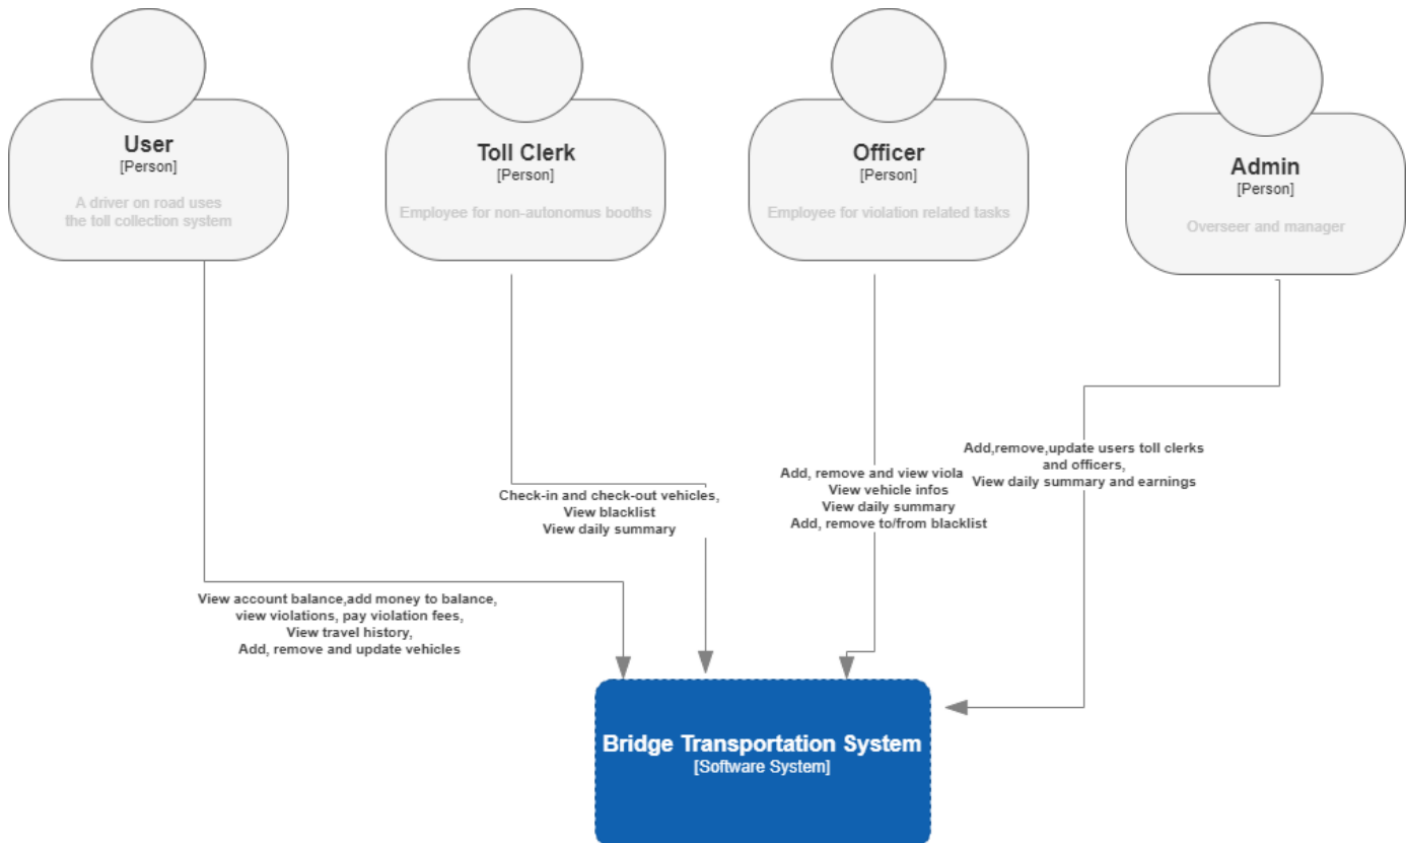 User
[Person]
A driver on road uses
the toll collection system
Toll Clerk
[Person]
Employee for non-autonomus booths
Officer
[Person]
Employee for violation related tasks
Admin
[Person]
Overseer and manager
Add,remove,update users toll clerks
and officers,
View daily summary and earnings
Add, remove and view viola
View vehicle infos
View daily summary
Add, remove to/from blacklist
Check-in and check-out vehicles,
View blacklist
View daily summary
View account balance,add money to balance,
view violations, pay violation fees,
View travel history,
Add, remove and update vehicles
Bridge Transportation System
[Software System]